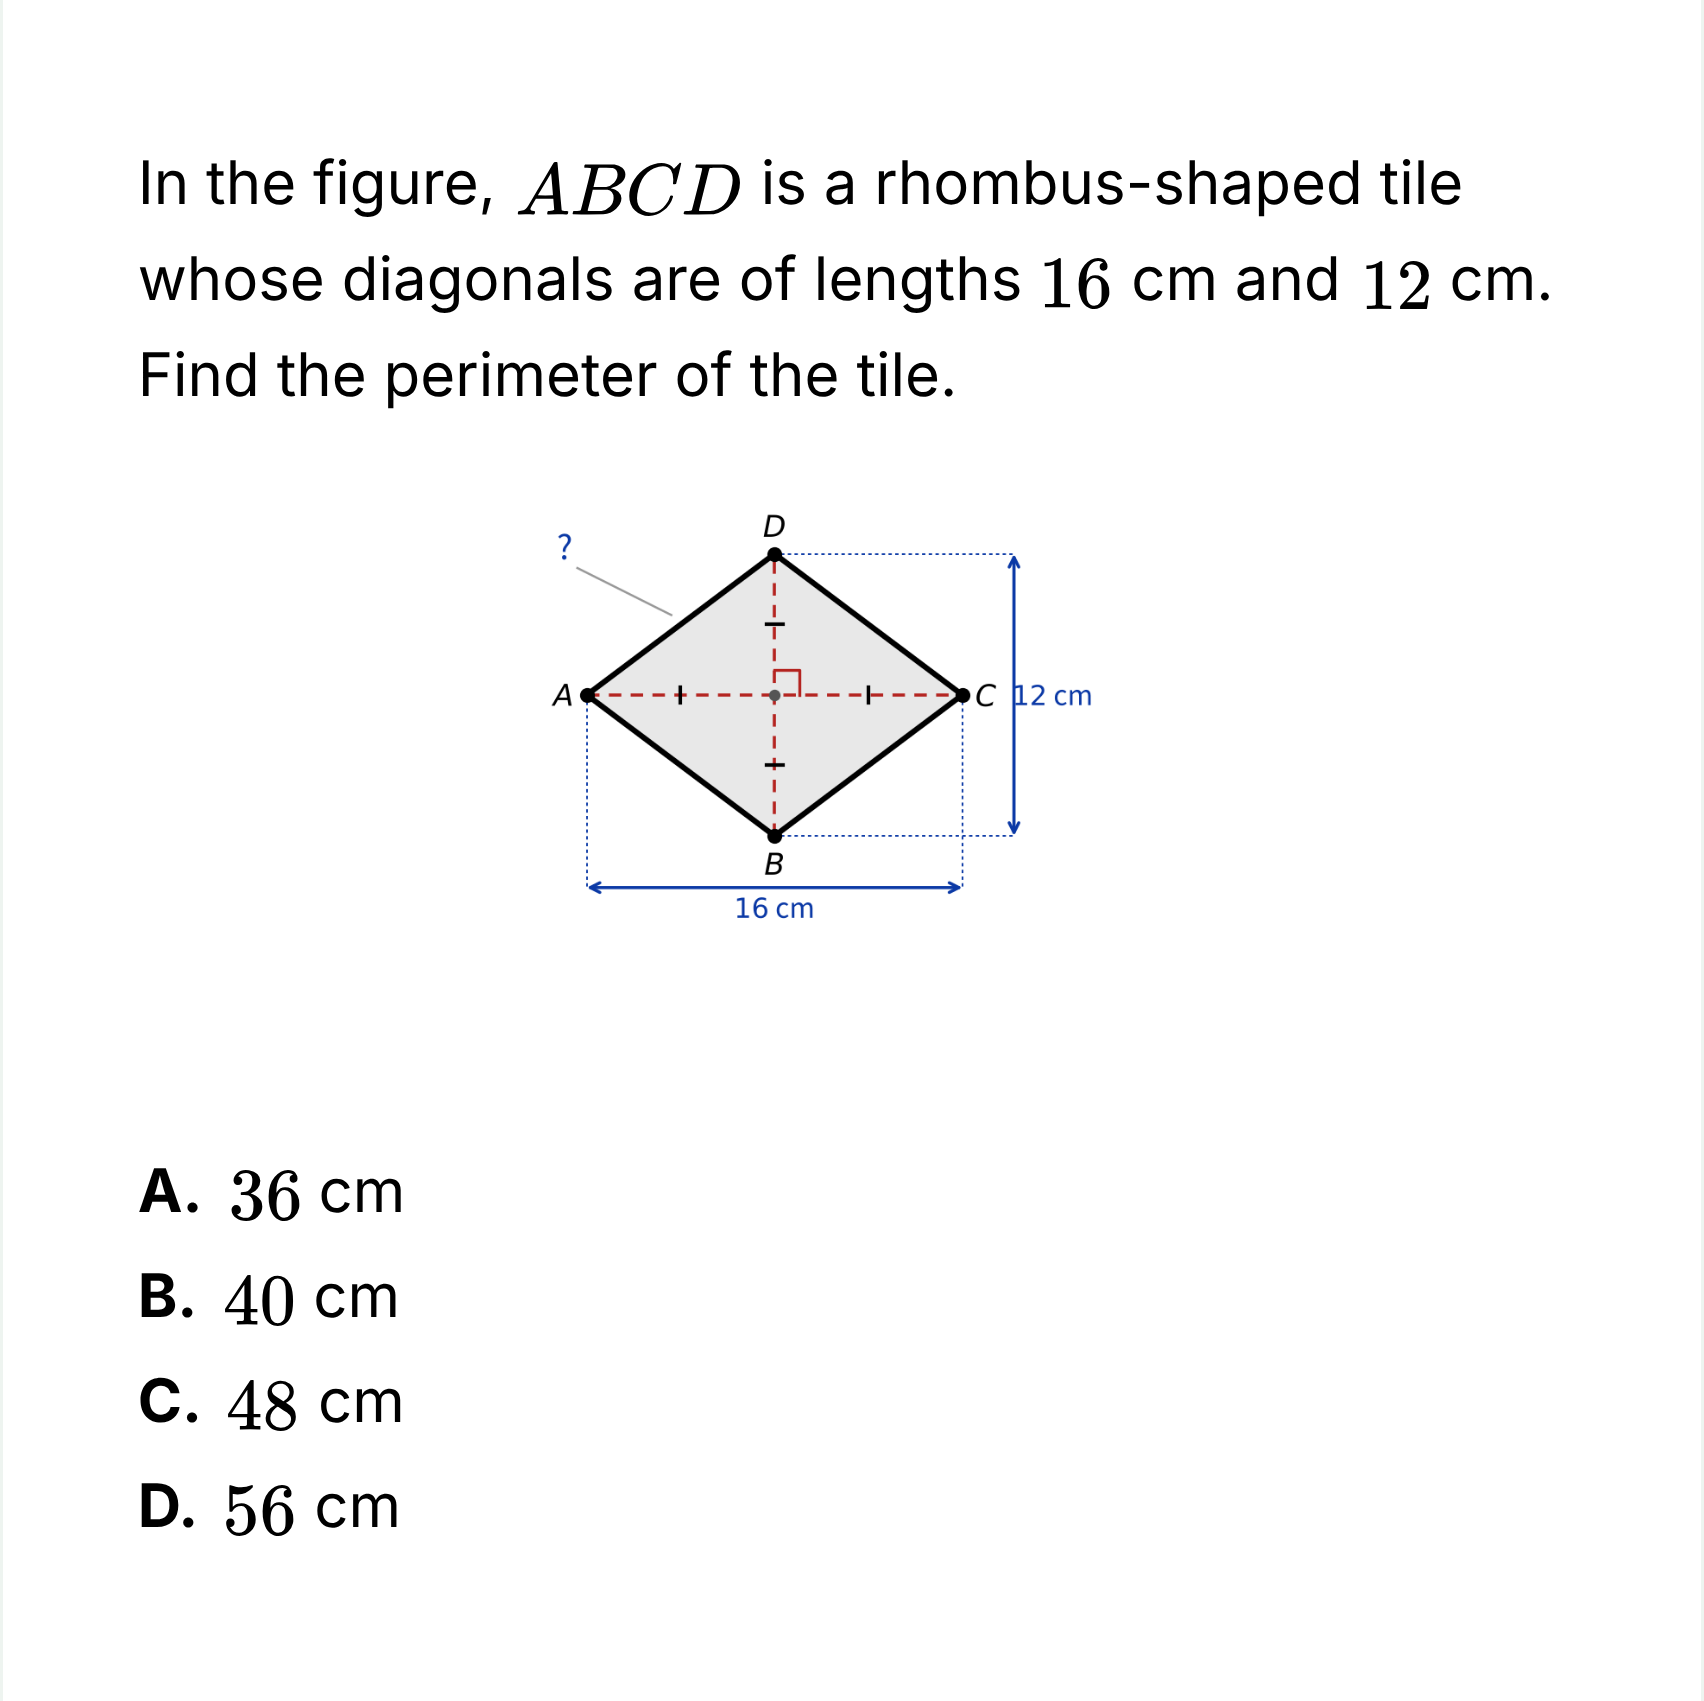 In the figure, ABCD is a rhombus-shaped tile
whose diagonals are of lengths 16 cm and 12 cm.
Find the perimeter of the tile.
D
?
A
C
12 cm
B
16 cm
A. 36 cm
B. 40 cm
C. 48 cm
D. 56 cm